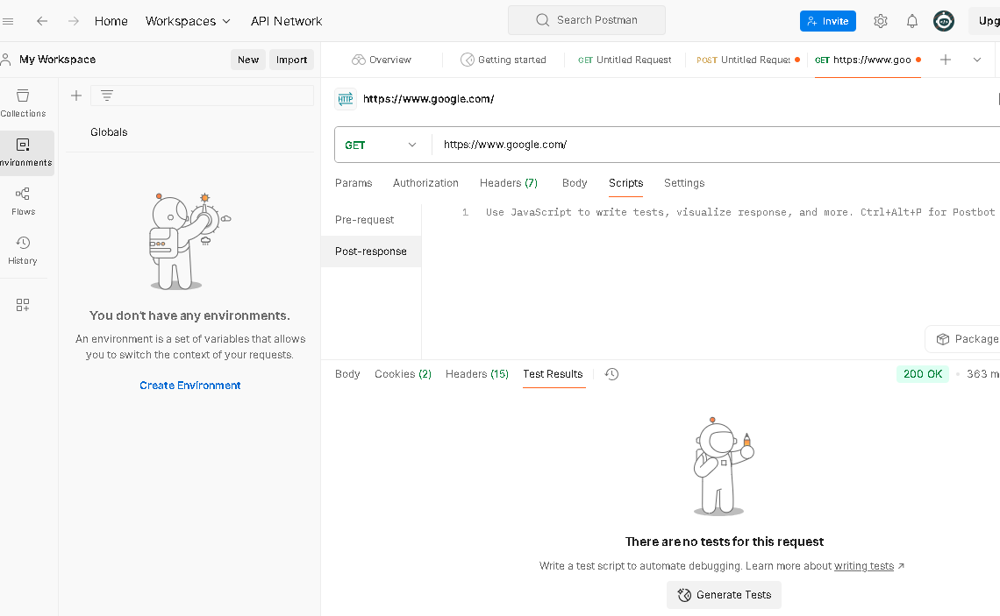 Home Workspaces API Network Search Postman Invite Upg
My Workspace New Import Overview Getting started GET Untitled Request POST Untitled Reque GET https://www.goo
Collections
nvironments
Flows
History
Globals
You don't have any environments.
An environment is a set of variables that allows
you to switch the context of your requests.
Create Environment
HTTP https://www.google.com/
GET https://www.google.com/
Params Authorization Headers (7) Body Scripts Settings
Pre-request
Post-response
1 Use JavaScript to write tests, visualize response, and more. Ctrl+Alt+P for Postbot
Package
Body Cookies (2) Headers (15) Test Results 200 OK 363 m
There are no tests for this request
Write a test script to automate debugging. Learn more about writing tests ↗
Generate Tests